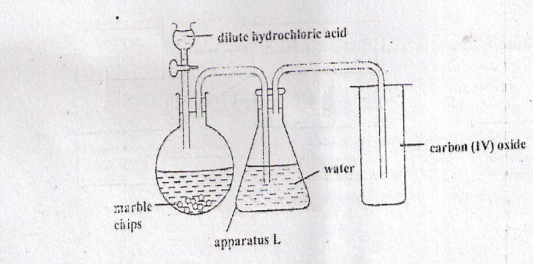 dilute hydrochloric acid
carbon (IV) oxide
water
marble
chips
apparatus L